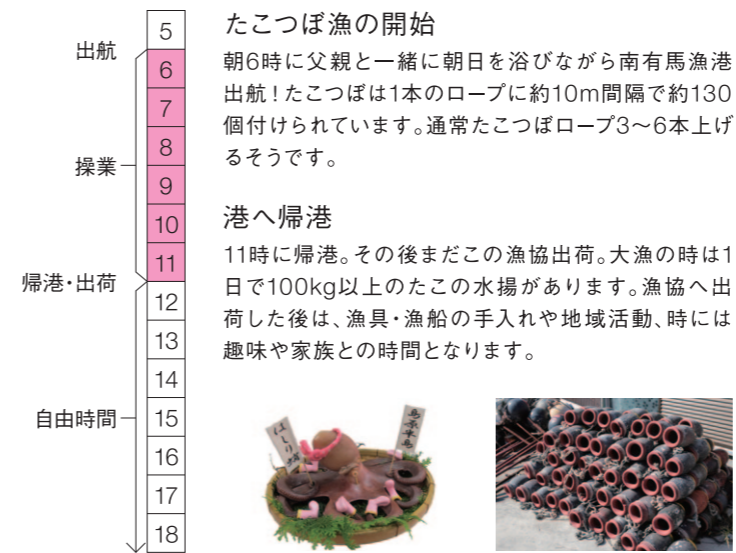 出航
操業
帰港・出荷
自由時間
5
6
7
8
9
10
11
12
13
14
15
16
17
18
たこつぼ漁の開始
朝6時に父親と一緒に朝日を浴びながら南有馬漁港
出航！たこつぼは1本のロープに約10m間隔で約130
個付けられています。通常たこつぼロープ3～6本上げ
るそうです。
港へ帰港
11時に帰港。その後まだこの漁協出荷。大漁の時は1
日で100kg以上のたこの水揚があります。漁協へ出
荷した後は、漁具・漁船の手入れや地域活動、時には
趣味や家族との時間となります。
はしり蛸
島原半島